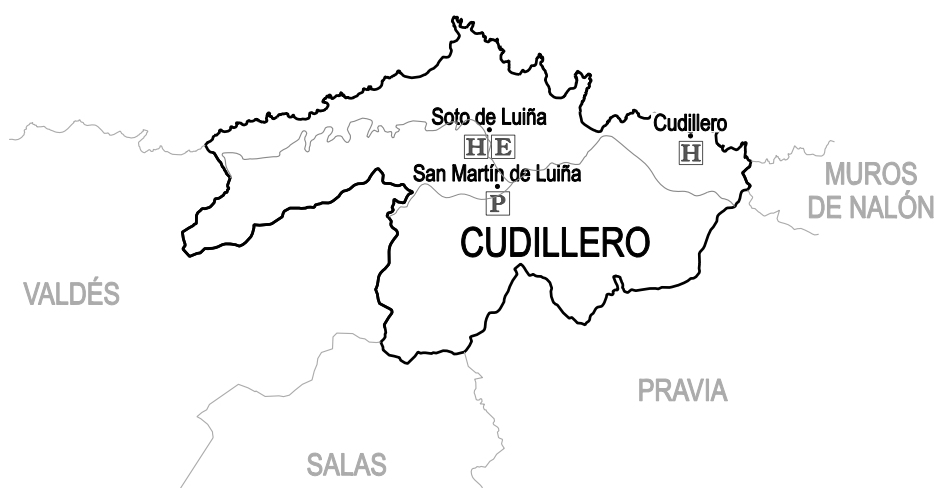 Soto de Luiña
H E
Cudillero
H
San Martín de Luiña
P
MUROS
DE NALÓN
CUDILLERO
VALDÉS
PRAVIA
SALAS